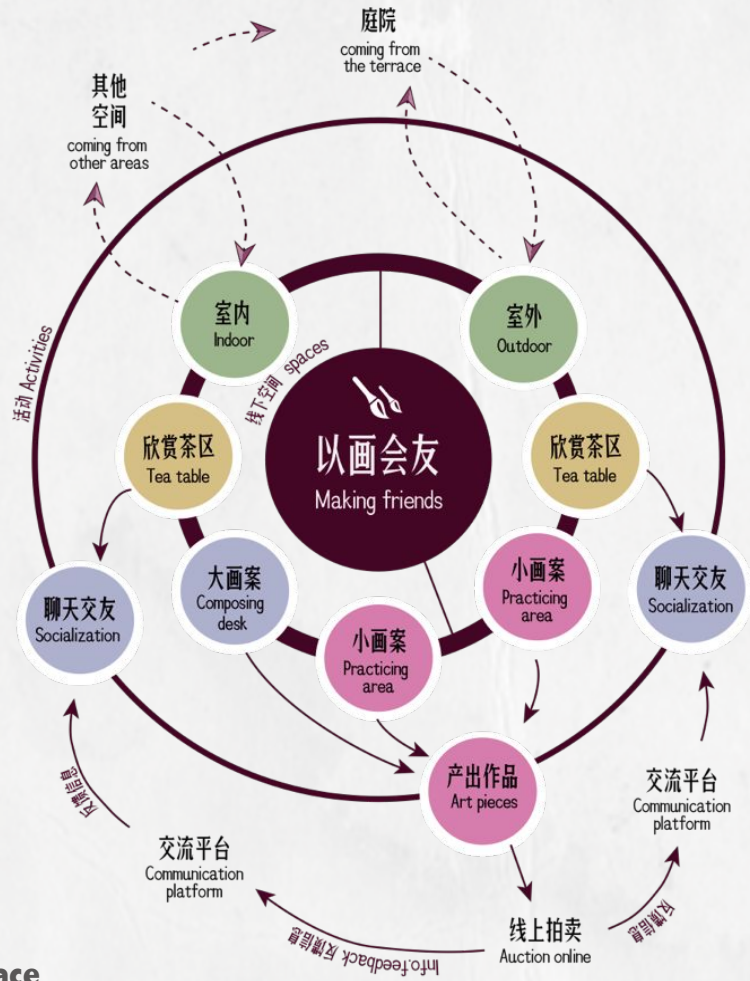 庭院
coming from
the terrace
其他
空间
coming from
other areas
活动 Activities
室内
Indoor
室外
Outdoor
线下空间 spaces
欣赏茶区
Tea table
以画会友
Making friends
欣赏茶区
Tea table
聊天交友
Socialization
大画案
Composing
desk
小画案
Practicing
area
小画案
Practicing
area
聊天交友
Socialization
产出作品
Art pieces
反馈信息
交流平台
Communication
platform
交流平台
Communication
platform
线上拍卖
Auction online
反馈信息
Info.feedback 反馈信息
ace